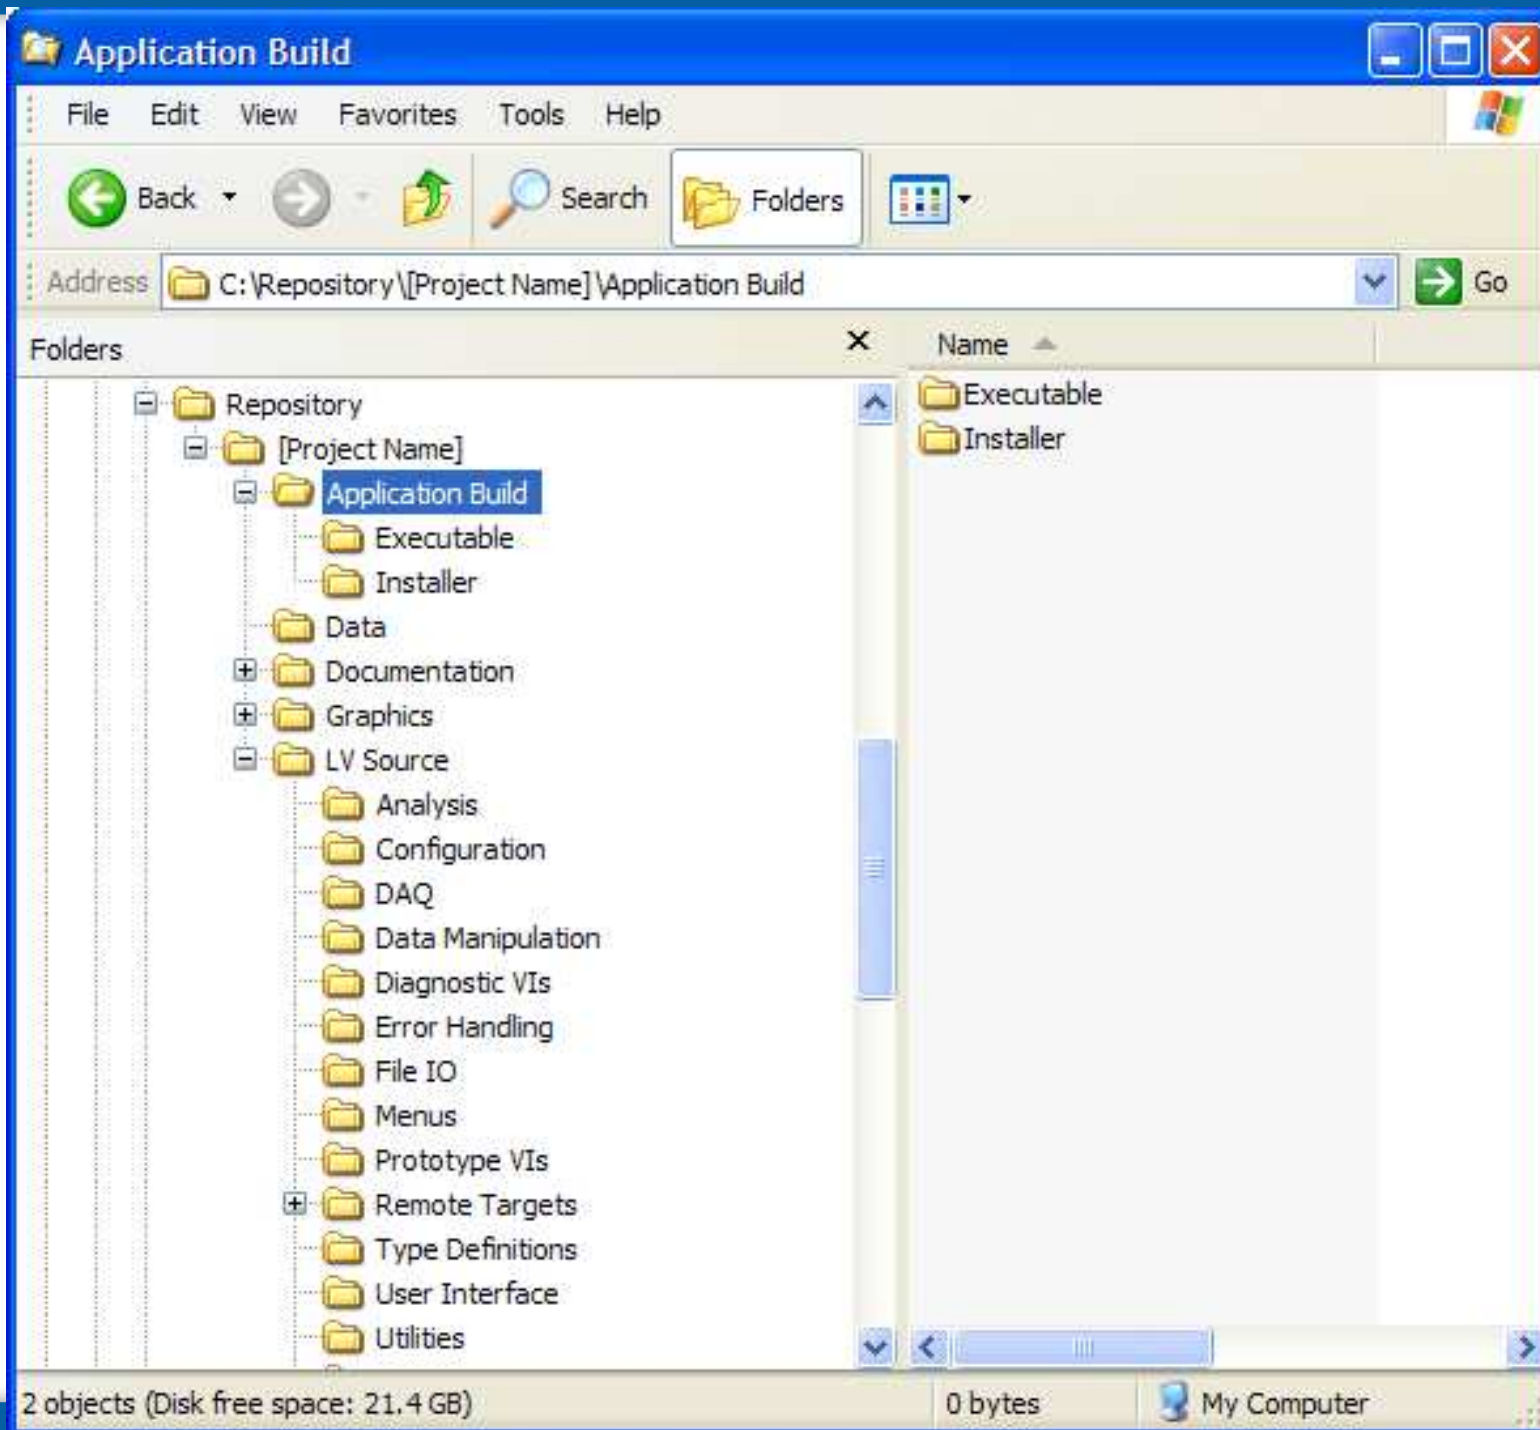 Application Build
File Edit View Favorites Tools Help
Back Search Folders
Address C:\Repository\[Project Name]\Application Build Go
Folders
Name
Repository
[Project Name]
Application Build
Executable
Installer
Data
Documentation
Graphics
LV Source
Analysis
Configuration
DAQ
Data Manipulation
Diagnostic VIs
Error Handling
File IO
Menus
Prototype VIs
Remote Targets
Type Definitions
User Interface
Utilities
Executable
Installer
2 objects (Disk free space: 21.4 GB) 0 bytes My Computer